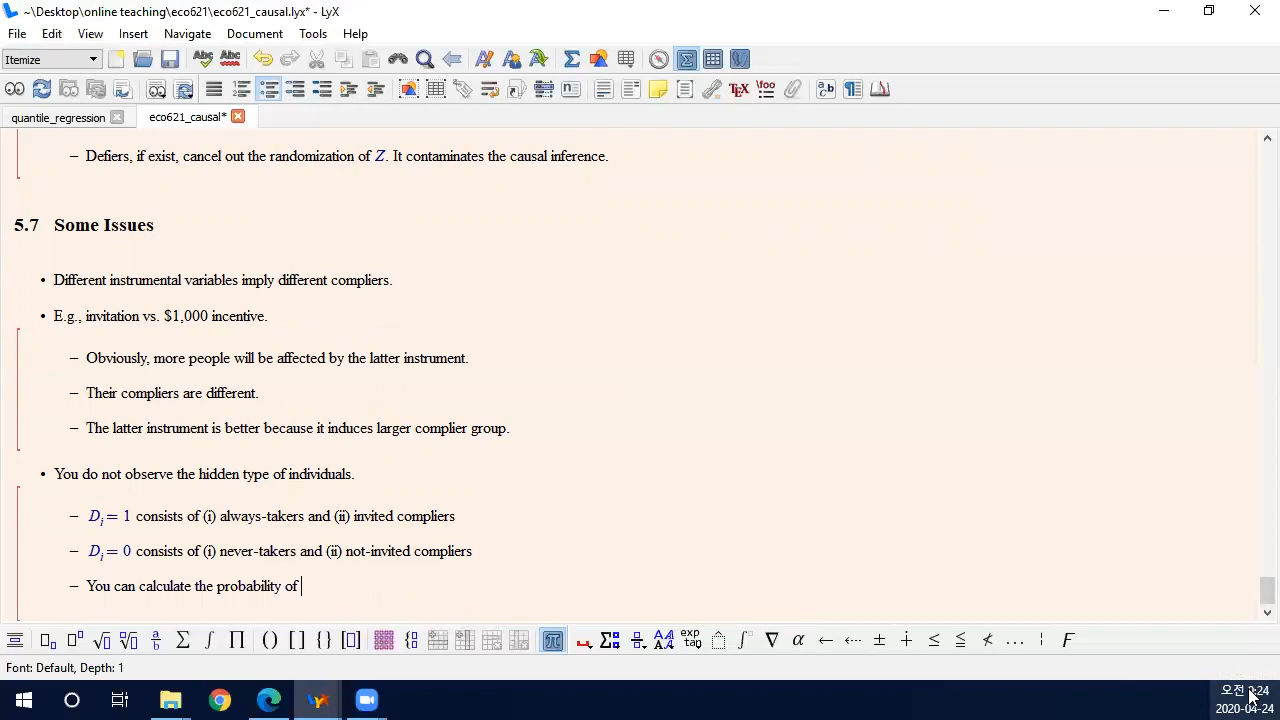 ~\Desktop\online teaching\eco621\eco621_causal.lyx* - LyX
File Edit View Insert Navigate Document Tools Help
Itemize
quantile_regression eco621_causal*
– Defiers, if exist, cancel out the randomization of Z. It contaminates the causal inference.
5.7 Some Issues
• Different instrumental variables imply different compliers.
• E.g., invitation vs. $1,000 incentive.
– Obviously, more people will be affected by the latter instrument.
– Their compliers are different.
– The latter instrument is better because it induces larger complier group.
• You do not observe the hidden type of individuals.
– D_i = 1 consists of (i) always-takers and (ii) invited compliers
– D_i = 0 consists of (i) never-takers and (ii) not-invited compliers
– You can calculate the probability of
Font: Default, Depth: 1
오전
2020-04-24